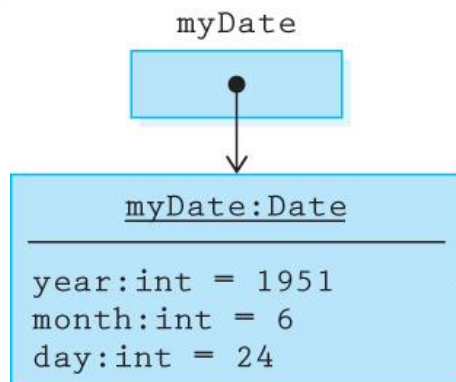 myDate
myDate:Date
year:int = 1951
month:int = 6
day:int = 24